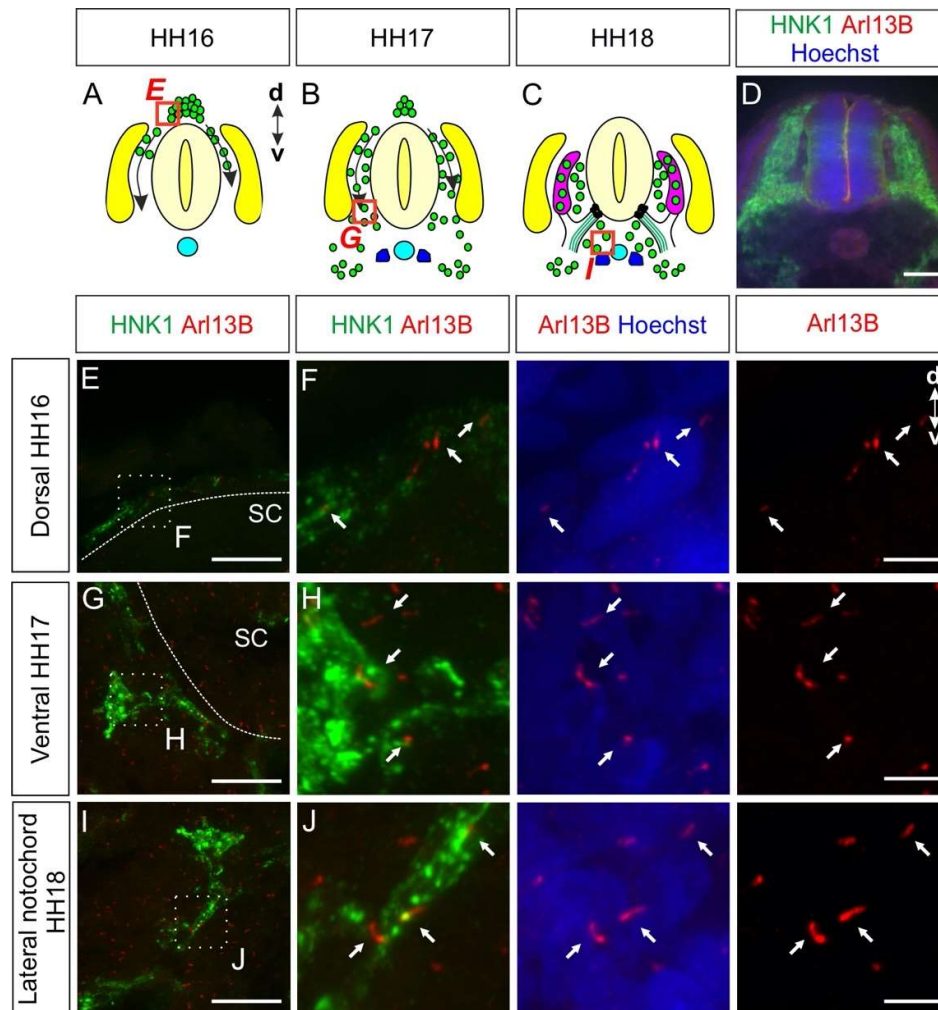 HH16
HH17
HH18
HNK1 Arl13B
Hoechst
A
E
d
v
B
G
C
I
D
HNK1 Arl13B
HNK1 Arl13B
Arl13B Hoechst
Arl13B
Dorsal HH16
E
SC
F
F
d
v
Ventral HH17
G
SC
H
H
Lateral notochord
HH18
I
J
J